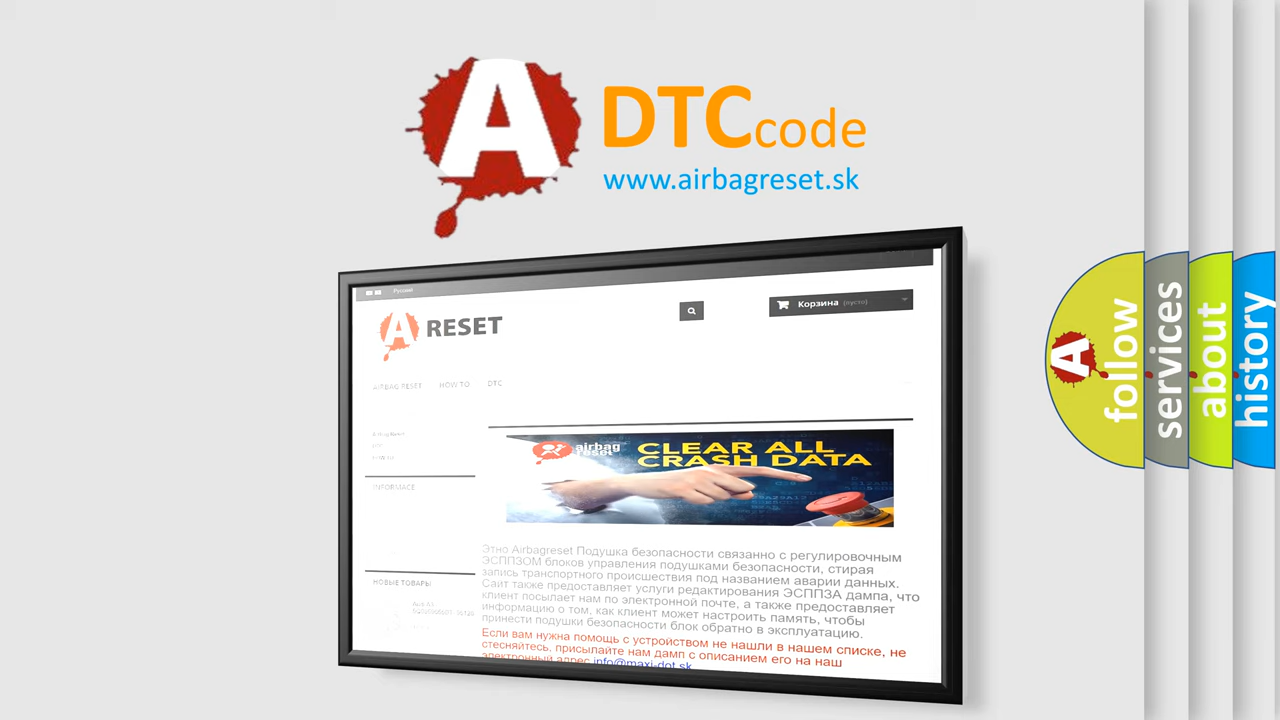 A DTCcode
www.airbagreset.sk
Русский
A RESET
Корзина (пусто)
AIRBAG RESET HOW TO DTC
Airbag Reset
HOW TO
INFORMACE
airbag
reset
CLEAR ALL
CRASH DATA
Этно Airbagreset Подушка безопасности связанно с регулировочным
ЭСППЗОМ блоков управления подушками безопасности, стирая
запись транспортного происшествия под названием аварии данных.
Сайт также предоставляет услуги редактирования ЭСППЗА дампа, что
клиент посылает нам по электронной почте, а также предоставляет
информацию о том, как клиент может настроить память, чтобы
принести подушки безопасности блок обратно в эксплуатацию.
Если вам нужна помощь с устройством не нашли в нашем списке, не
стесняйтесь, присылайте нам дамп с описанием его на наш
электронный адрес info@maxi-dot.sk
НОВЫЕ ТОВАРЫ
A follow
services
about
history